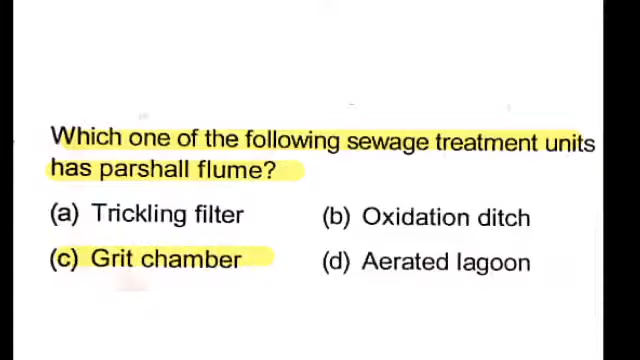 Which one of the following sewage treatment units
has parshall flume?
(a) Trickling filter (b) Oxidation ditch
(c) Grit chamber (d) Aerated lagoon